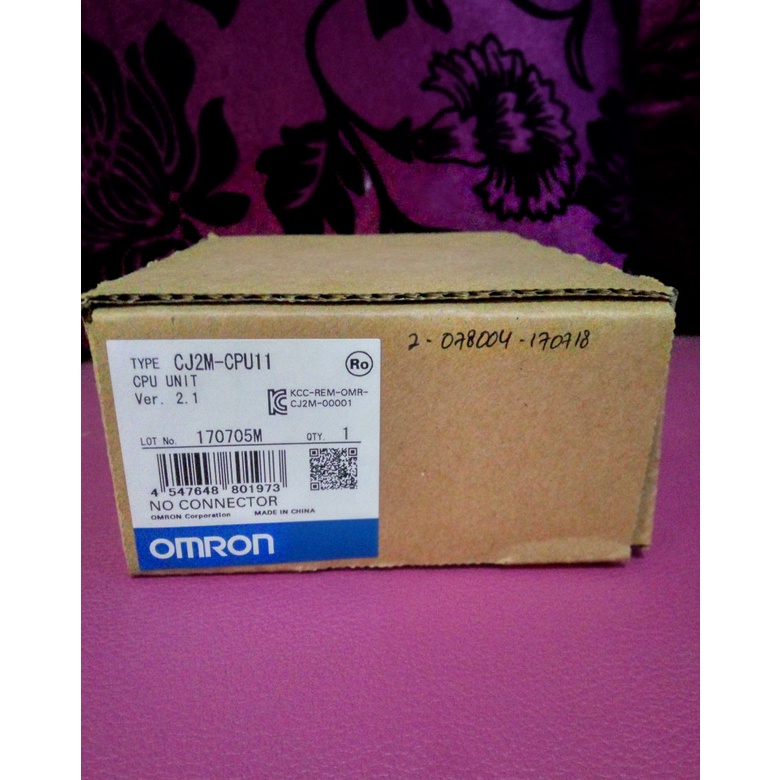 2-078004-170718
TYPE CJ2M-CPU11
Ro
CPU UNIT
Ver. 2.1
KCC-REM-OMR-
CJ2M-00001
LOT No. 170705M QTY. 1
4 547648 801973
NO CONNECTOR
OMRON Corporation MADE IN CHINA
OMRON